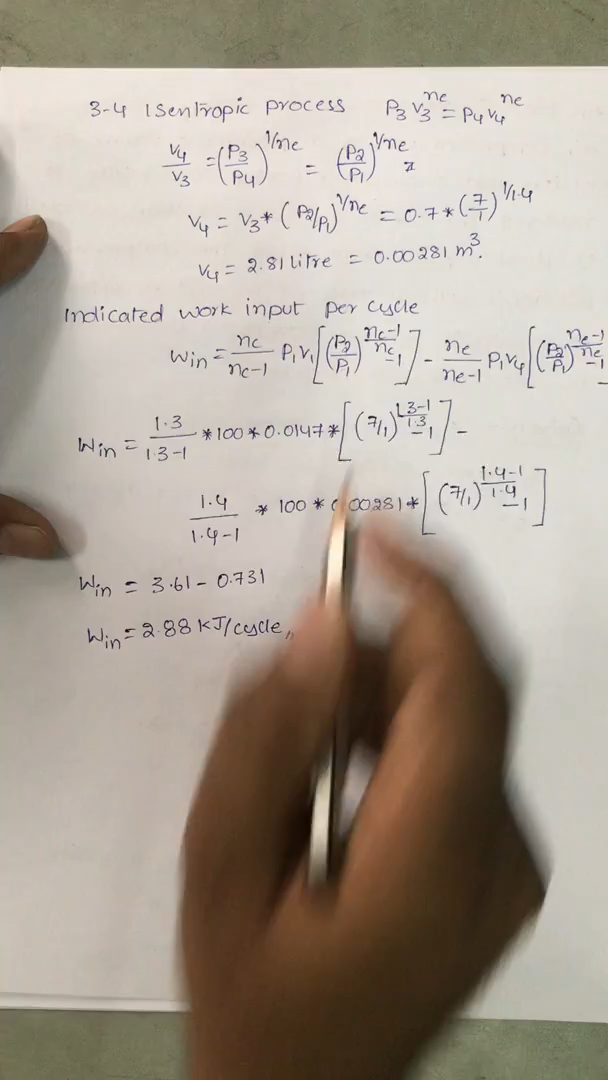 3-4 Isentropic process P₃V₃^ne = P₄V₄^ne
V₄/V₃ = (P₃/P₄)^1/ne = (P₂/P₁)^1/ne
V₄ = V₃* (P₂/P₁)^1/ne = 0.7*(7/1)^1/1.4
V₄ = 2.81 litre = 0.00281 m³.
Indicated work input per cycle
Win = nc/nc-1 P₁V₁[(P₂/P₁)^nc-1/nc -1] - ne/ne-1 P₁V₄[(P₂/P₁)^ne-1/ne -1
Win = 1.3/1.3-1 *100*0.0147*[(7/1)^1.3-1/1.3 -1] -
1.4/1.4-1 * 100*0.00281*[(7/1)^1.4-1/1.4 -1]
Win = 3.61 - 0.731
Win = 2.88 KJ/cycle